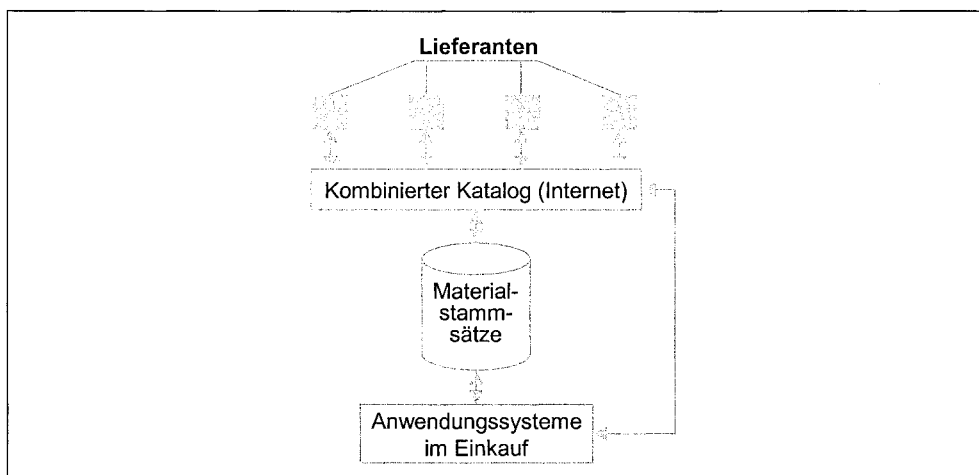 Lieferanten
Kombinierter Katalog (Internet)
Material-
stamm-
sätze
Anwendungssysteme
im Einkauf